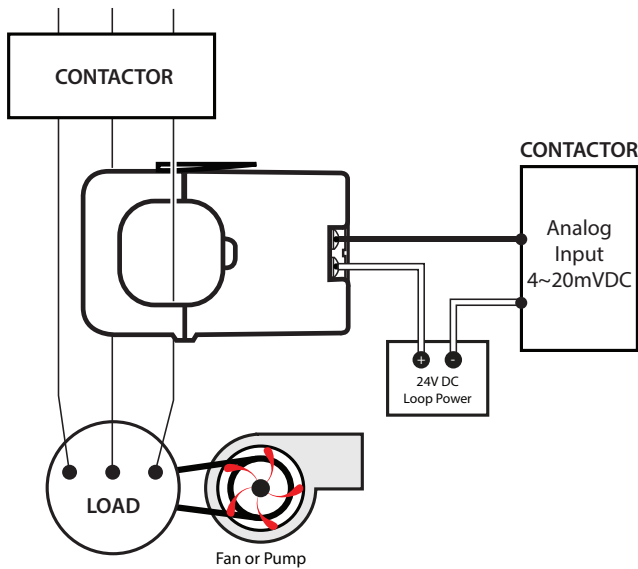 CONTACTOR
CONTACTOR
Analog
Input
4~20mVDC
+
-
24V DC
Loop Power
LOAD
Fan or Pump